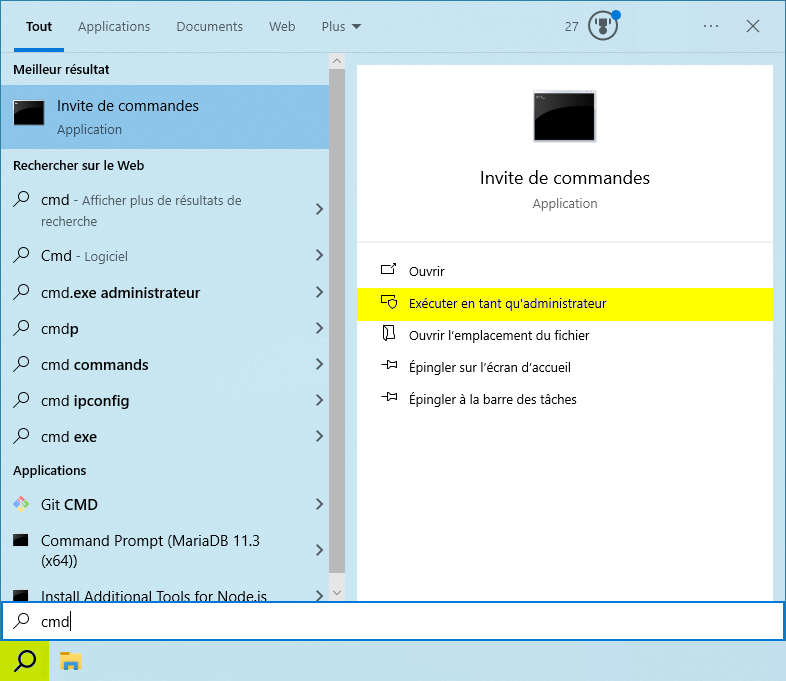 Tout Applications Documents Web Plus 27 ...
Meilleur résultat
Invite de commandes
Application
Rechercher sur le Web
cmd - Afficher plus de résultats de
recherche
Cmd - Logiciel
cmd.exe administrateur
cmdp
cmd commands
cmd ipconfig
cmd exe
Applications
Git CMD
Command Prompt (MariaDB 11.3
(x64))
Install Additional Tools for Node.js
cmd
Invite de commandes
Application
Ouvrir
Exécuter en tant qu'administrateur
Ouvrir l'emplacement du fichier
Épingler sur l'écran d'accueil
Épingler à la barre des tâches